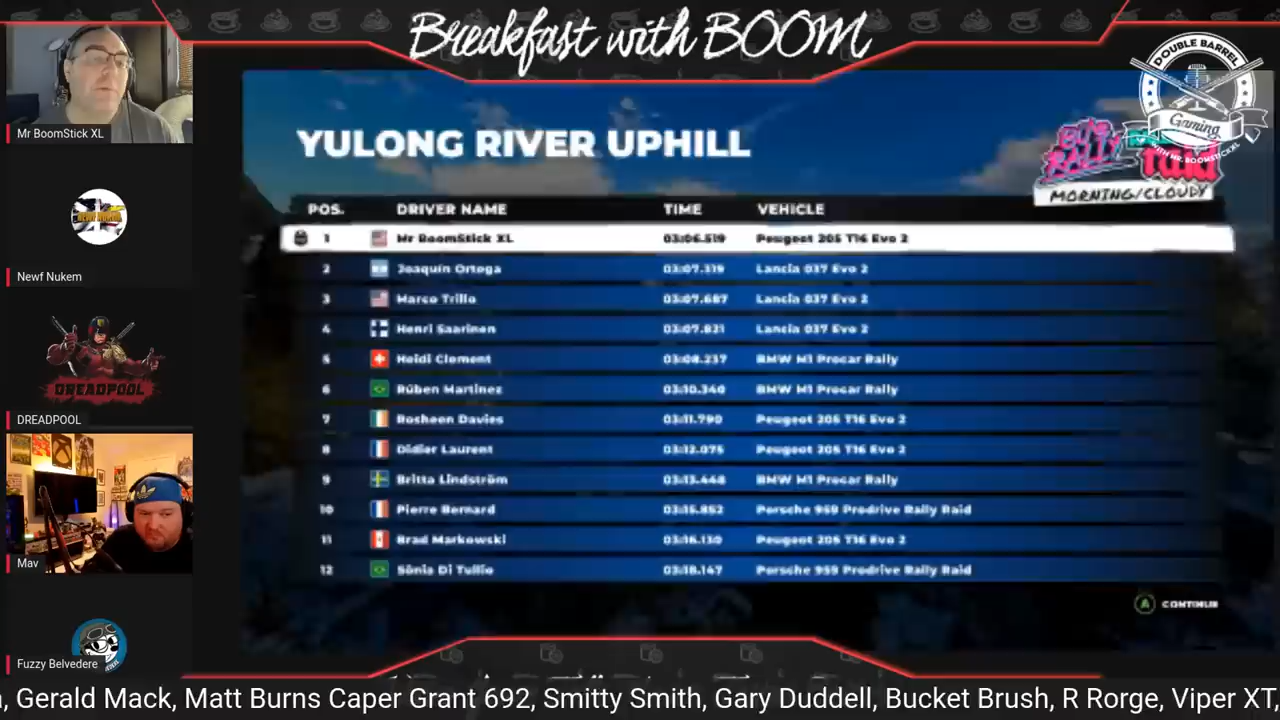 Breakfast with BOOM
DOUBLE BARREL
Gaming
WITH MR. BOOMSTICKXL
Mr BoomStick XL
Newf Nukem
DREADPOOL
DREADPOOL
Mav
Fuzzy Belvedere
YULONG RIVER UPHILL
MORNING/CLOUDY
POS. DRIVER NAME TIME VEHICLE
1 Mr BoomStick XL 03:06.519 Peugeot 205 T16 Evo 2
2 Joaquín Ortega 03:07.319 Lancia 037 Evo 2
3 Marco Trillo 03:07.687 Lancia 037 Evo 2
4 Henri Saarinen 03:07.821 Lancia 037 Evo 2
5 Heidi Clement 03:08.237 BMW M1 Procar Rally
6 Rúben Martinez 03:10.340 BMW M1 Procar Rally
7 Rosheen Davies 03:11.790 Peugeot 205 T16 Evo 2
8 Didier Laurent 03:12.075 Peugeot 205 T16 Evo 2
9 Britta Lindström 03:13.448 BMW M1 Procar Rally
10 Pierre Bernard 03:15.852 Porsche 959 Prodrive Rally Raid
11 Brad Markowski 03:16.130 Peugeot 205 T16 Evo 2
12 Sônia Di Tullio 03:18.147 Porsche 959 Prodrive Rally Raid
A CONTINUE
, Gerald Mack, Matt Burns Caper Grant 692, Smitty Smith, Gary Duddell, Bucket Brush, R Rorge, Viper XT,